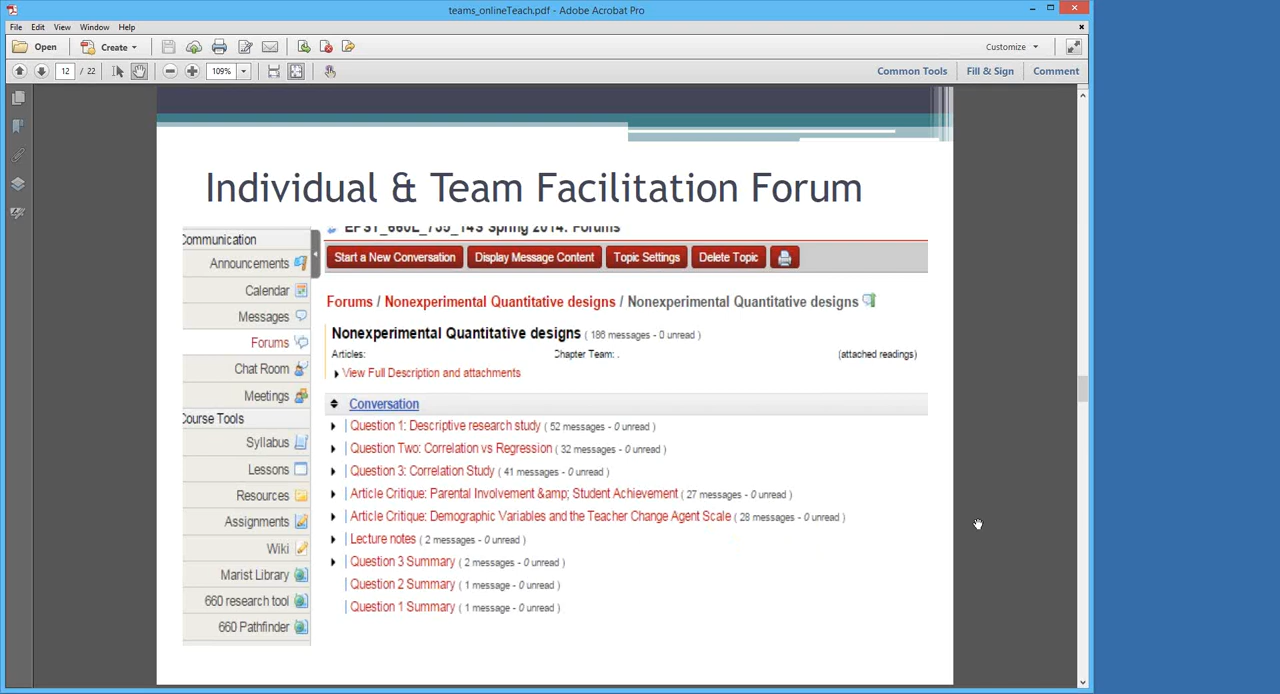 teams_onlineTeach.pdf - Adobe Acrobat Pro
File Edit View Window Help
Open Create Customize
12 / 22 109% Common Tools Fill & Sign Comment
Individual & Team Facilitation Forum
Communication
Announcements
Calendar
Messages
Forums
Chat Room
Meetings
Course Tools
Syllabus
Lessons
Resources
Assignments
Wiki
Marist Library
660 research tool
660 Pathfinder
Spring 2014: Forums
Start a New Conversation Display Message Content Topic Settings Delete Topic
Forums / Nonexperimental Quantitative designs / Nonexperimental Quantitative designs
Nonexperimental Quantitative designs ( 186 messages - 0 unread )
Articles: Chapter Team: . (attached readings)
View Full Description and attachments
Conversation
Question 1: Descriptive research study ( 52 messages - 0 unread )
Question Two: Correlation vs Regression ( 32 messages - 0 unread )
Question 3: Correlation Study ( 41 messages - 0 unread )
Article Critique: Parental Involvement &amp; Student Achievement ( 27 messages - 0 unread )
Article Critique: Demographic Variables and the Teacher Change Agent Scale ( 28 messages - 0 unread )
Lecture notes ( 2 messages - 0 unread )
Question 3 Summary ( 2 messages - 0 unread )
Question 2 Summary ( 1 message - 0 unread )
Question 1 Summary ( 1 message - 0 unread )